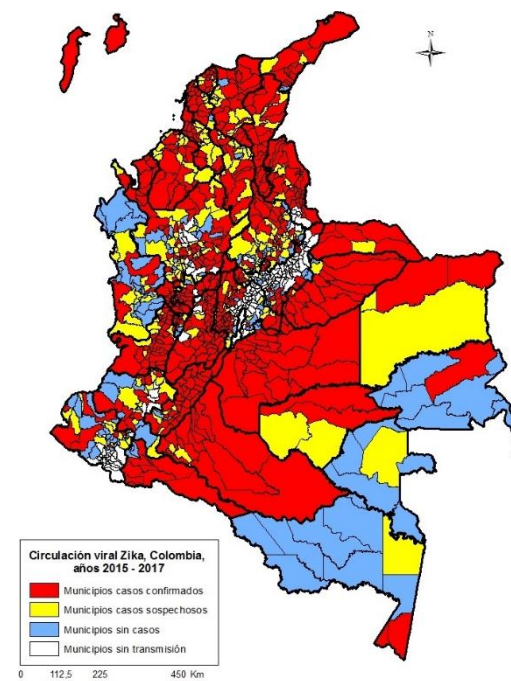 N
Circulación viral Zika, Colombia,
años 2015 - 2017
Municipios casos confirmados
Municipios casos sospechosos
Municipios sin casos
Municipios sin transmisión
0 112,5 225 450 Km